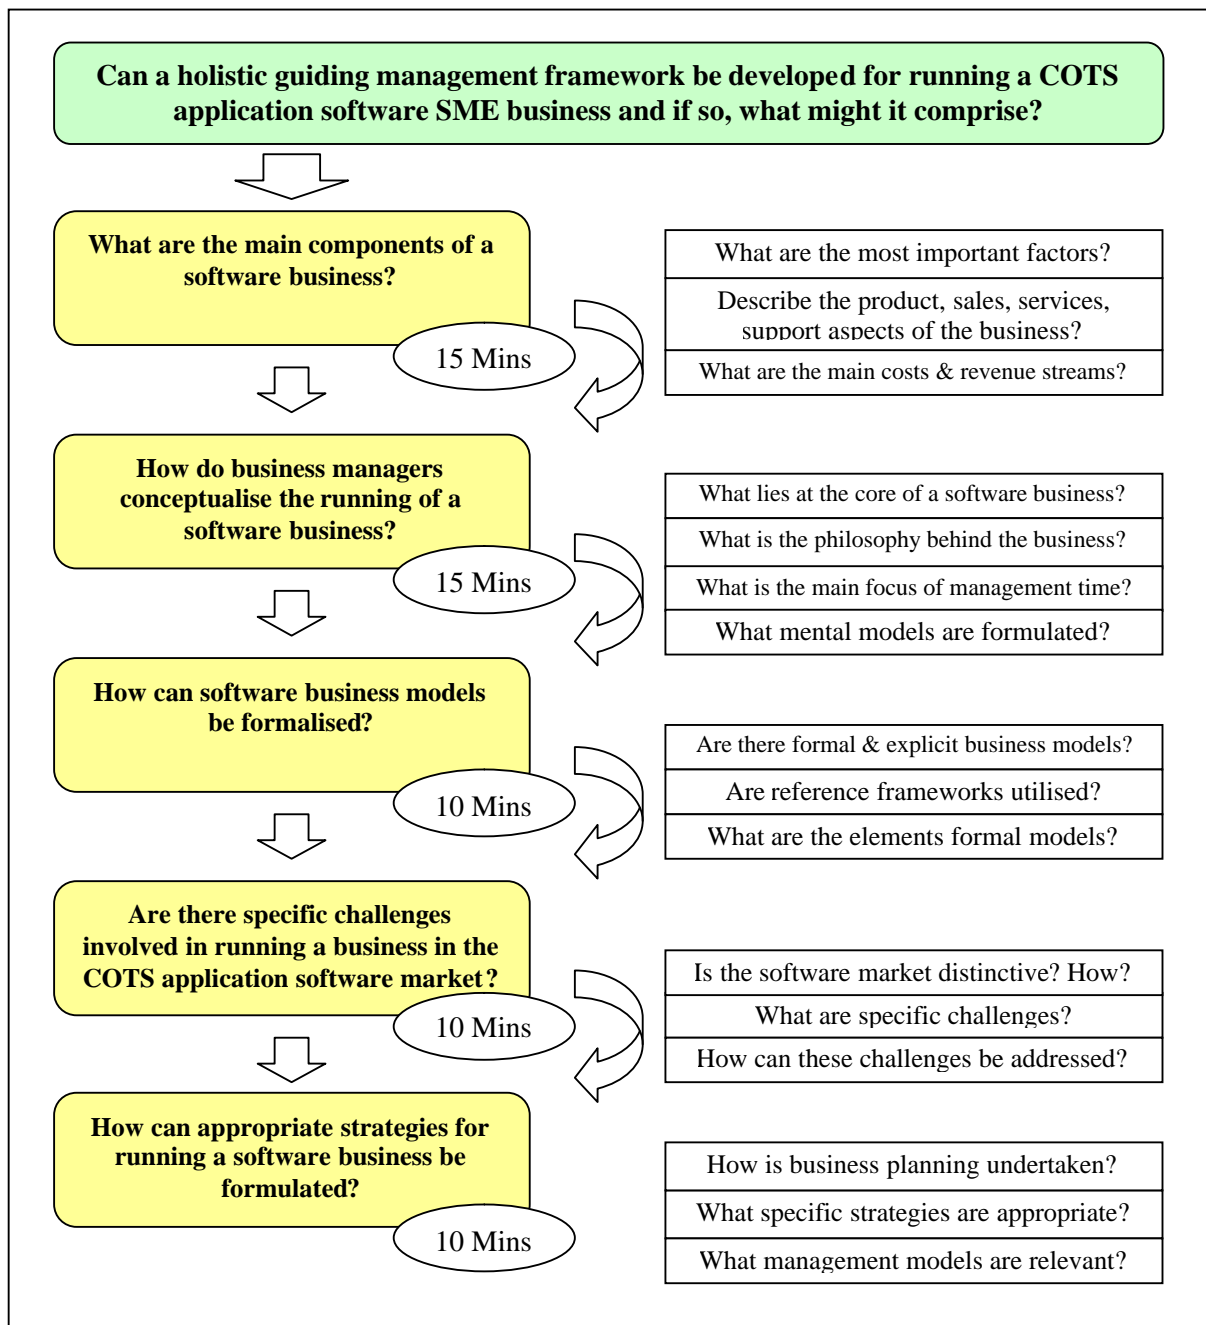 Can a holistic guiding management framework be developed for running a COTS
application software SME business and if so, what might it comprise?
What are the main components of a
software business?
15 Mins
What are the most important factors?
Describe the product, sales, services,
support aspects of the business?
What are the main costs & revenue streams?
How do business managers
conceptualise the running of a
software business?
15 Mins
What lies at the core of a software business?
What is the philosophy behind the business?
What is the main focus of management time?
What mental models are formulated?
How can software business models
be formalised?
10 Mins
Are there formal & explicit business models?
Are reference frameworks utilised?
What are the elements formal models?
Are there specific challenges
involved in running a business in the
COTS application software market?
10 Mins
Is the software market distinctive? How?
What are specific challenges?
How can these challenges be addressed?
How can appropriate strategies for
running a software business be
formulated?
10 Mins
How is business planning undertaken?
What specific strategies are appropriate?
What management models are relevant?